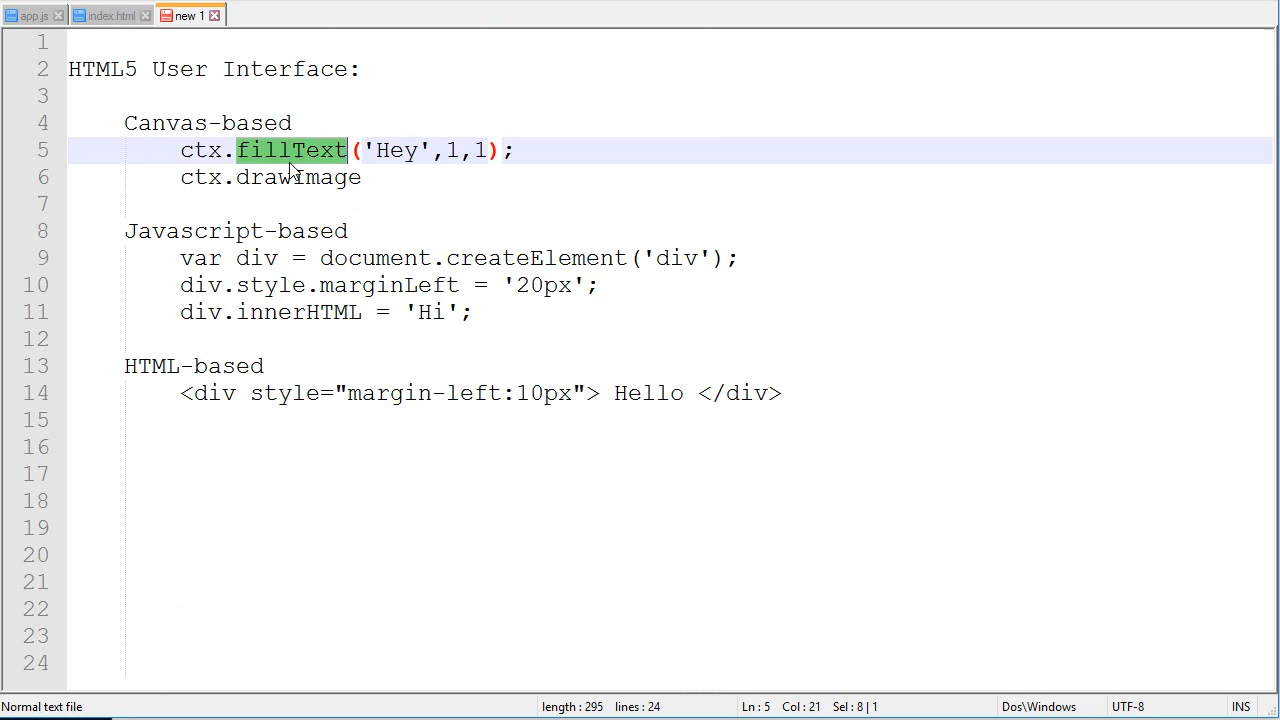 app.js index.html new 1
1
2 HTML5 User Interface:
3
4 Canvas-based
5 ctx.fillText('Hey',1,1);
6 ctx.drawImage
7
8 Javascript-based
9 var div = document.createElement('div');
10 div.style.marginLeft = '20px';
11 div.innerHTML = 'Hi';
12
13 HTML-based
14 <div style="margin-left:10px"> Hello </div>
15
16
17
18
19
20
21
22
23
24
Normal text file length : 295 lines : 24 Ln : 5 Col : 21 Sel : 8 | 1 Dos\Windows UTF-8 INS